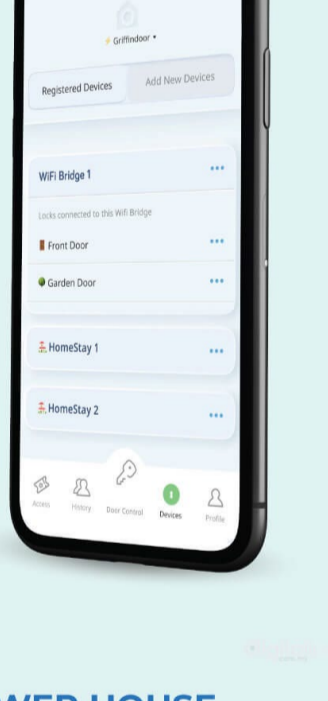 ⚡ Griffindoor •
Registered Devices
Add New Devices
WiFi Bridge 1
Locks connected to this Wifi Bridge
Front Door
Garden Door
HomeStay 1
HomeStay 2
Access
History
Door Control
Devices
Profile
HOUSE